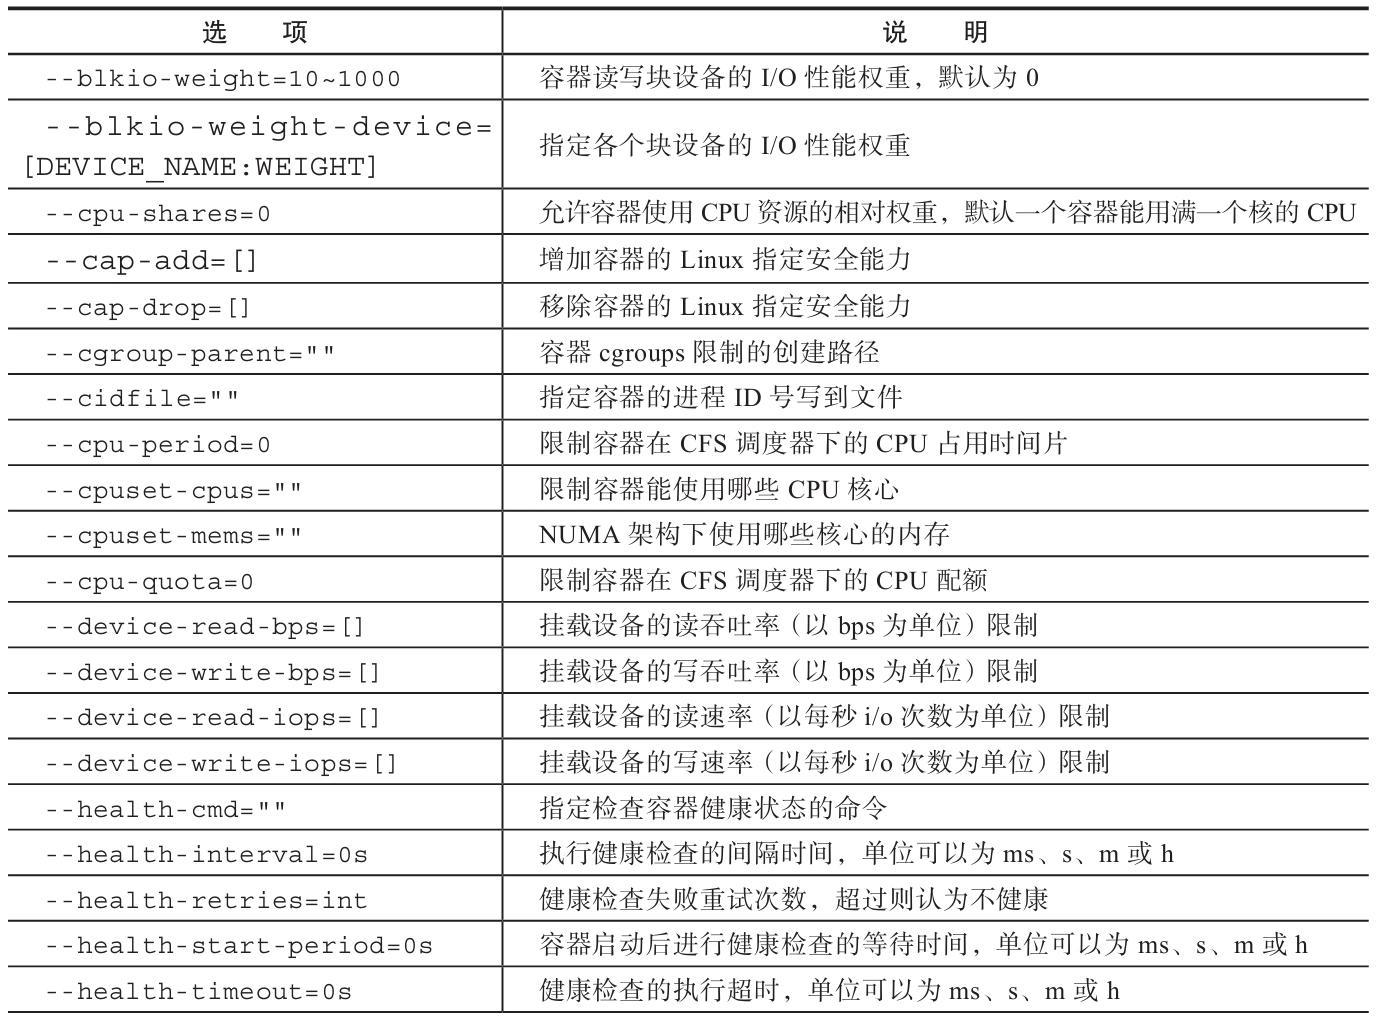 选 项 说 明
--blkio-weight=10~1000 容器读写块设备的 I/O 性能权重，默认为 0
--blkio-weight-device=
[DEVICE_NAME:WEIGHT] 指定各个块设备的 I/O 性能权重
--cpu-shares=0 允许容器使用 CPU 资源的相对权重，默认一个容器能用满一个核的 CPU
--cap-add=[] 增加容器的 Linux 指定安全能力
--cap-drop=[] 移除容器的 Linux 指定安全能力
--cgroup-parent="" 容器 cgroups 限制的创建路径
--cidfile="" 指定容器的进程 ID 号写到文件
--cpu-period=0 限制容器在 CFS 调度器下的 CPU 占用时间片
--cpuset-cpus="" 限制容器能使用哪些 CPU 核心
--cpuset-mems="" NUMA 架构下使用哪些核心的内存
--cpu-quota=0 限制容器在 CFS 调度器下的 CPU 配额
--device-read-bps=[] 挂载设备的读吞吐率（以 bps 为单位）限制
--device-write-bps=[] 挂载设备的写吞吐率（以 bps 为单位）限制
--device-read-iops=[] 挂载设备的读速率（以每秒 i/o 次数为单位）限制
--device-write-iops=[] 挂载设备的写速率（以每秒 i/o 次数为单位）限制
--health-cmd="" 指定检查容器健康状态的命令
--health-interval=0s 执行健康检查的间隔时间，单位可以为 ms、s、m 或 h
--health-retries=int 健康检查失败重试次数，超过则认为不健康
--health-start-period=0s 容器启动后进行健康检查的等待时间，单位可以为 ms、s、m 或 h
--health-timeout=0s 健康检查的执行超时，单位可以为 ms、s、m 或 h